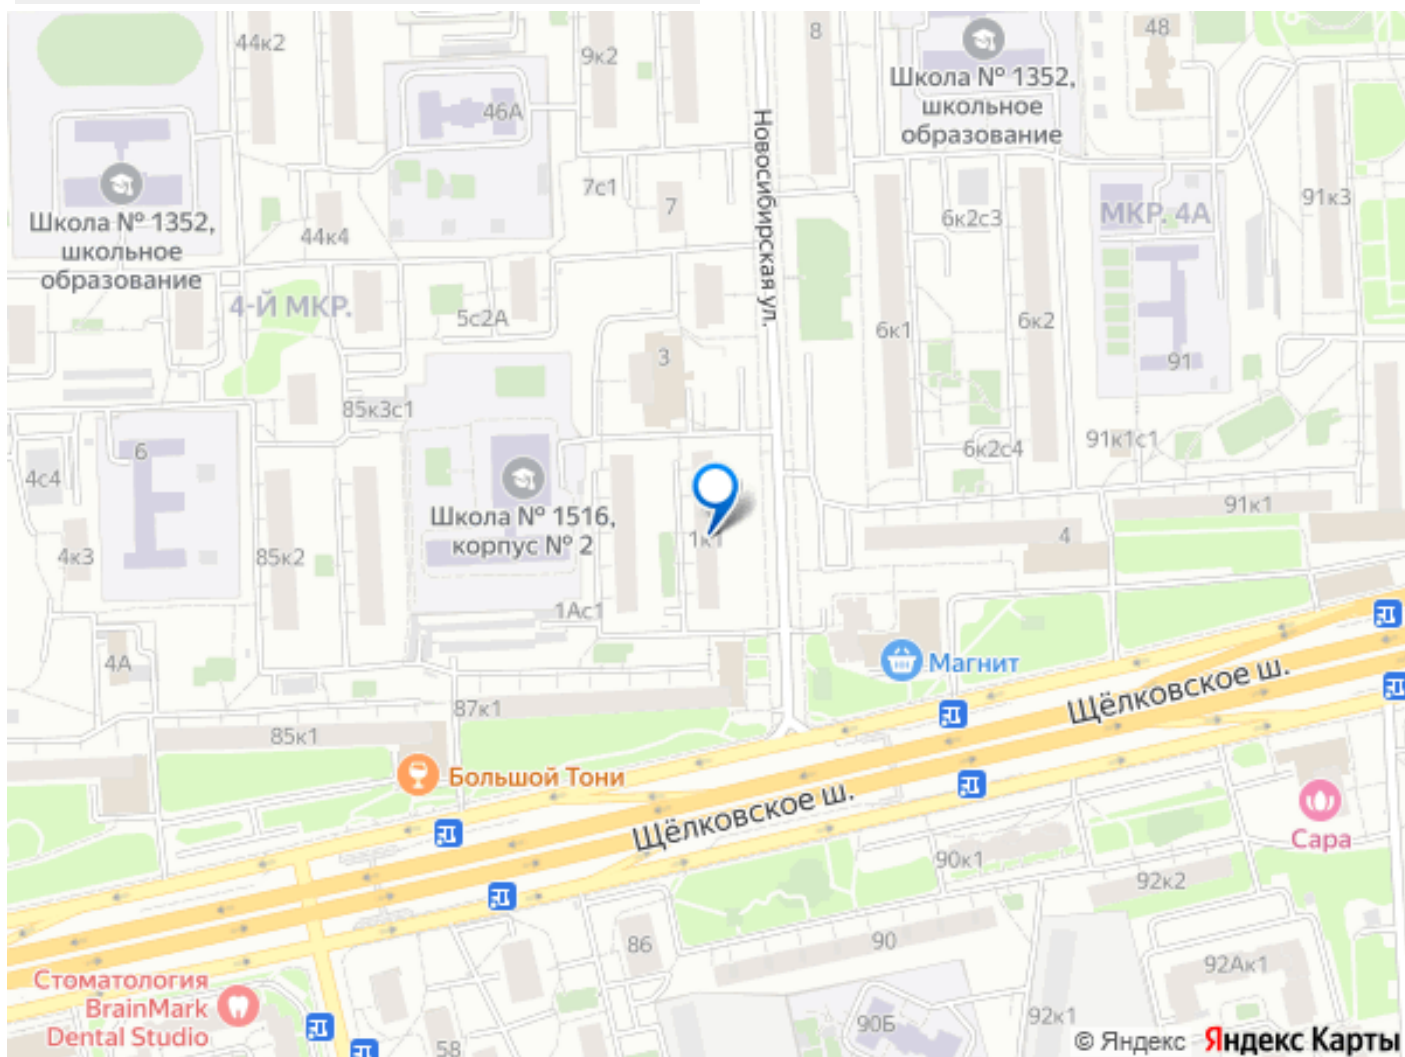 44к2
9к2
8
48
Школа № 1352,
школьное
образование
46А
Новосибирская ул.
7с1
7
6к2с3
МКР. 4А
91к3
Школа № 1352,
школьное
образование
44к4
4-Й МКР.
5с2А
6к1
6к2
3
91
85к3с1
6
4с4
6к2с4
91к1с1
Школа № 1516,
корпус № 2
1к1
91к1
4
4к3
85к2
1Ас1
4А
Магнит
87к1
85к1
Щёлковское ш.
Большой Тони
Щёлковское ш.
Сара
90к1
92к2
86
90
92Ак1
Стоматология
BrainMark
Dental Studio
58
90Б
92к1
© Яндекс Яндекс Карты